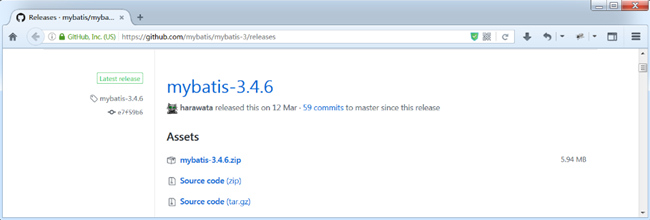 Releases · mybatis/myba...
GitHub, Inc. (US)
https://github.com/mybatis/mybatis-3/releases
Latest release
mybatis-3.4.6
e7f59b6
mybatis-3.4.6
harawata released this on 12 Mar · 59 commits to master since this release
Assets
mybatis-3.4.6.zip
5.94 MB
Source code (zip)
Source code (tar.gz)